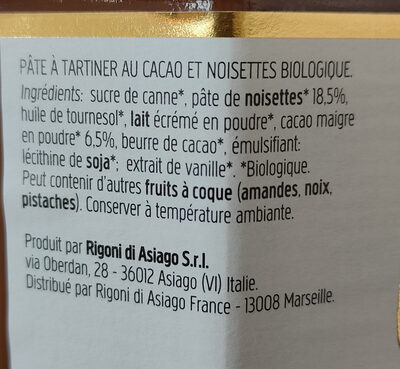 PÂTE À TARTINER AU CACAO ET NOISETTES BIOLOGIQUE.
Ingrédients: sucre de canne*, pâte de noisettes* 18,5%,
huile de tournesol*, lait écrémé en poudre*, cacao maigre
en poudre* 6,5%, beurre de cacao*, émulsifiant:
lécithine de soja*; extrait de vanille*. *Biologique.
Peut contenir d'autres fruits à coque (amandes, noix,
pistaches). Conserver à température ambiante.
Produit par Rigoni di Asiago S.r.l.
via Oberdan, 28 - 36012 Asiago (VI) Italie.
Distribué par Rigoni di Asiago France - 13008 Marseille.